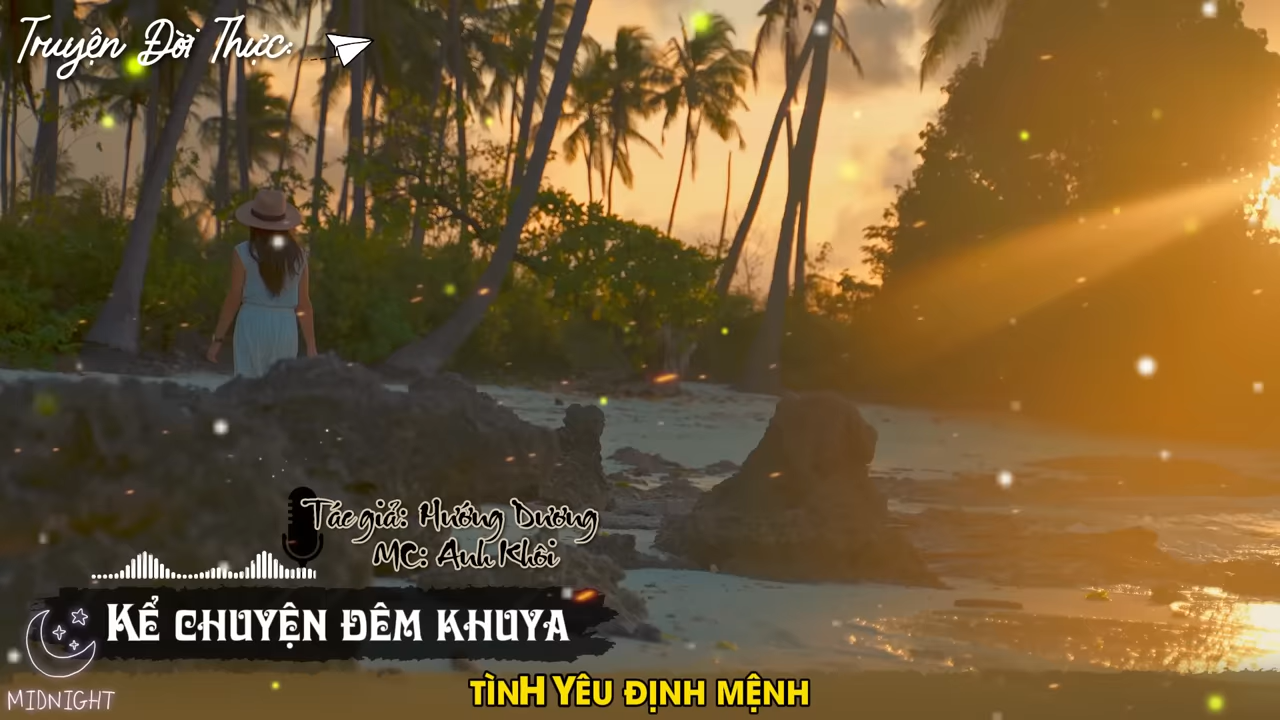 Truyện Đời Thực.
Tác giả: Hướng Dương
MC: Anh Khôi
KỂ CHUYỆN ĐÊM KHUYA
MIDNIGHT
TÌNH YÊU ĐỊNH MỆNH